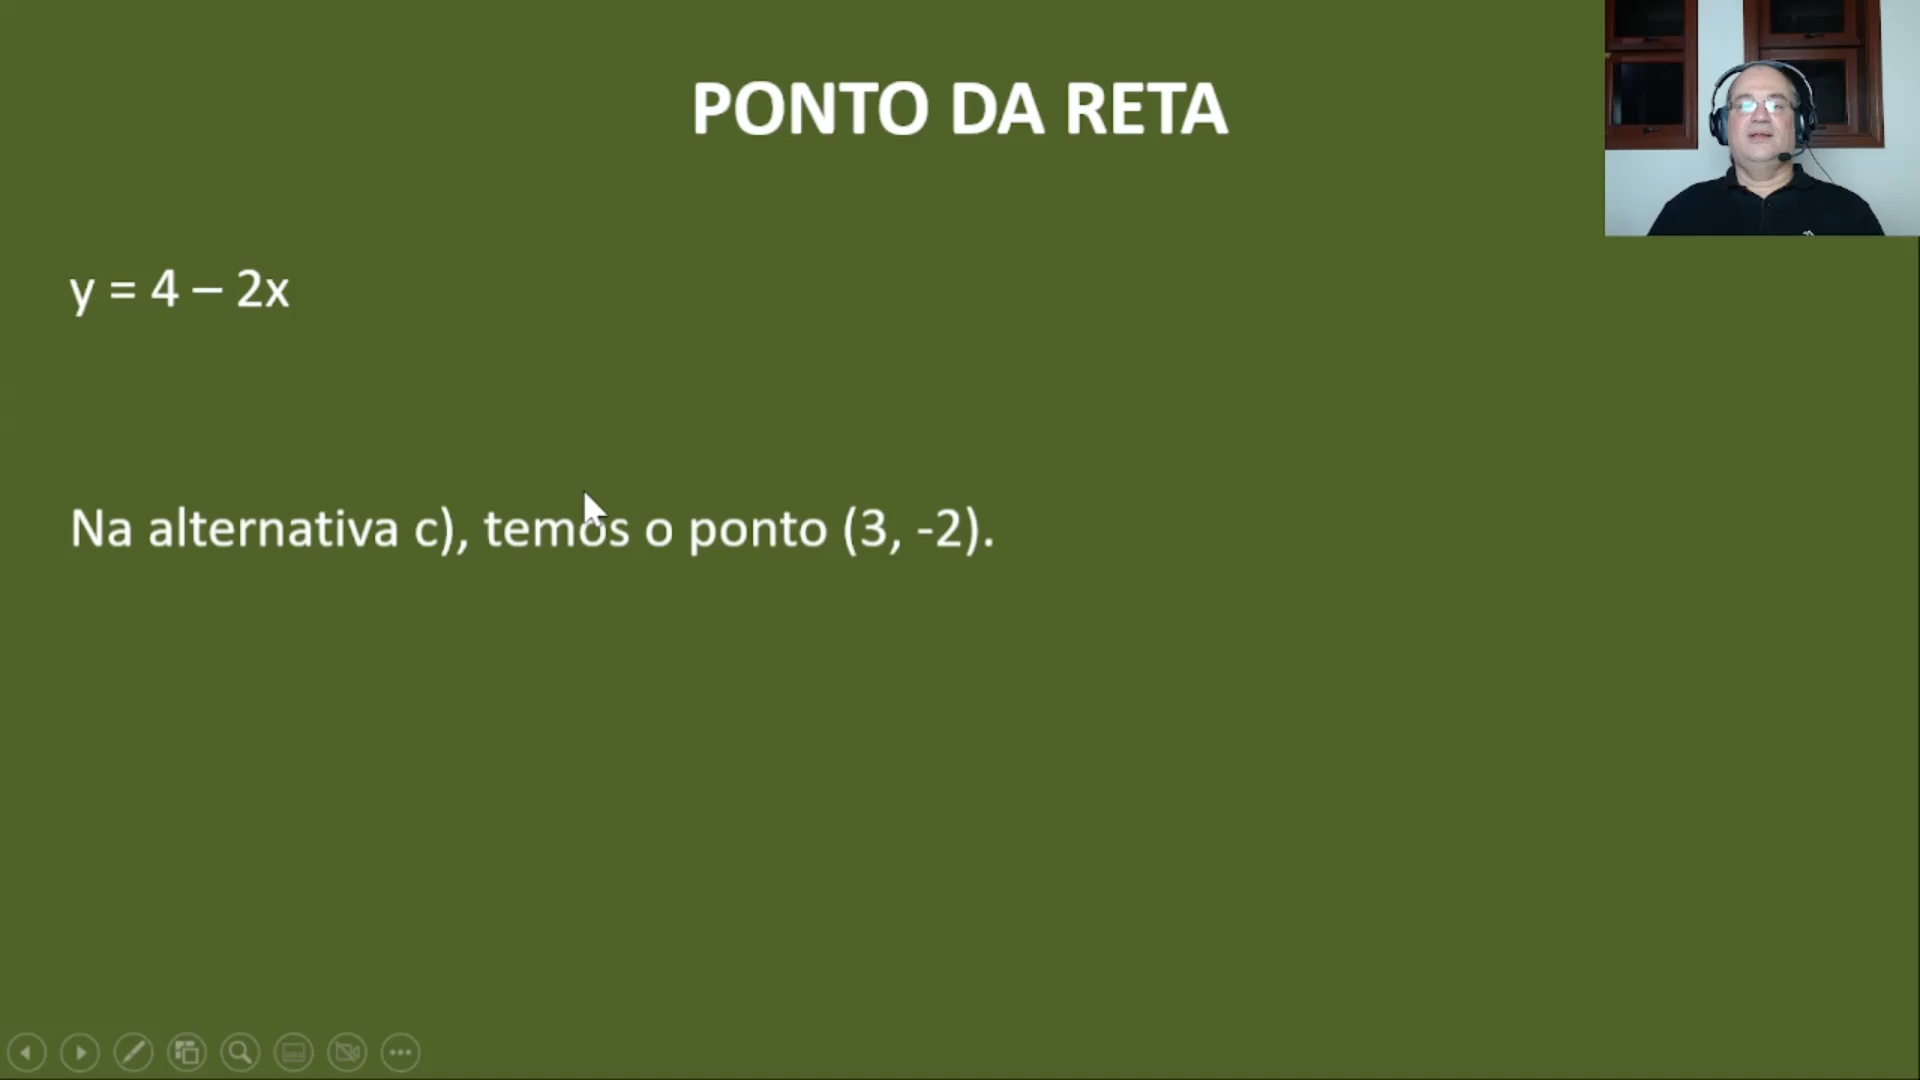 PONTO DA RETA
y = 4 – 2x
Na alternativa c), temos o ponto (3, -2).